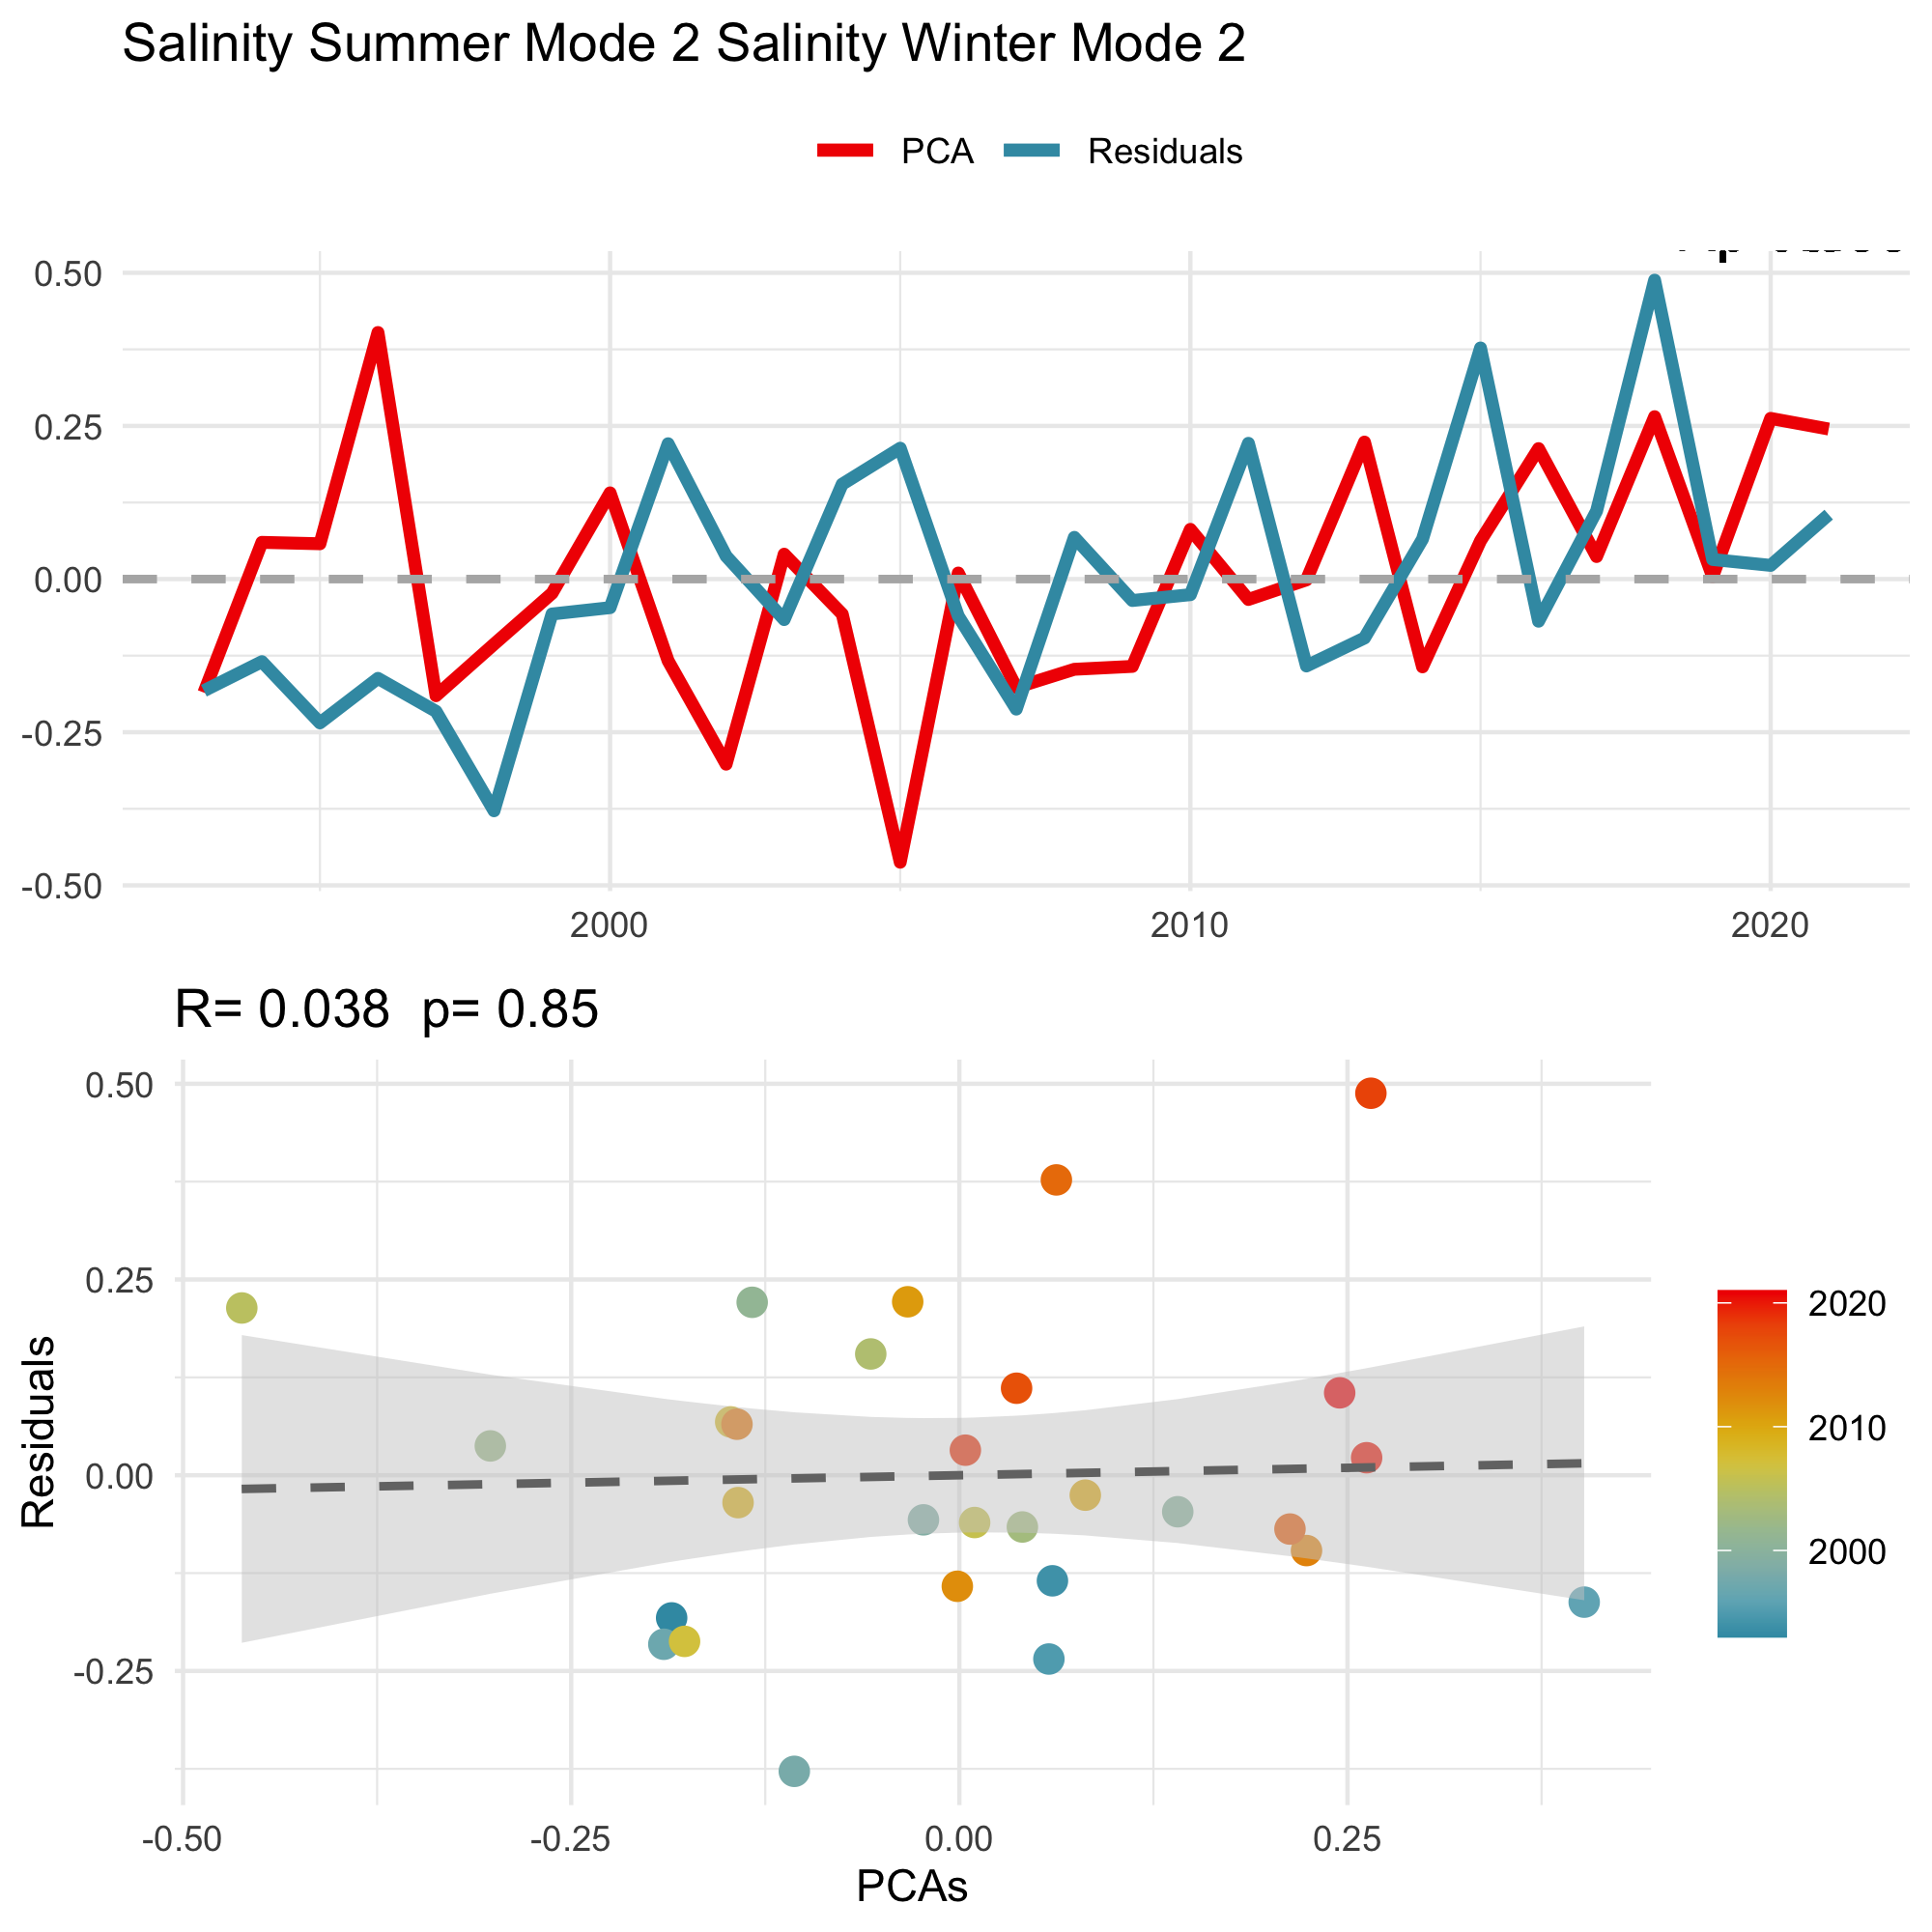 Salinity Summer Mode 2 Salinity Winter Mode 2
PCA Residuals
0.50
0.25
0.00
-0.25
-0.50
2000 2010 2020
R= 0.038 p= 0.85
0.50
0.25
0.00
-0.25
Residuals
-0.50 -0.25 0.00 0.25
PCAs
2020
2010
2000